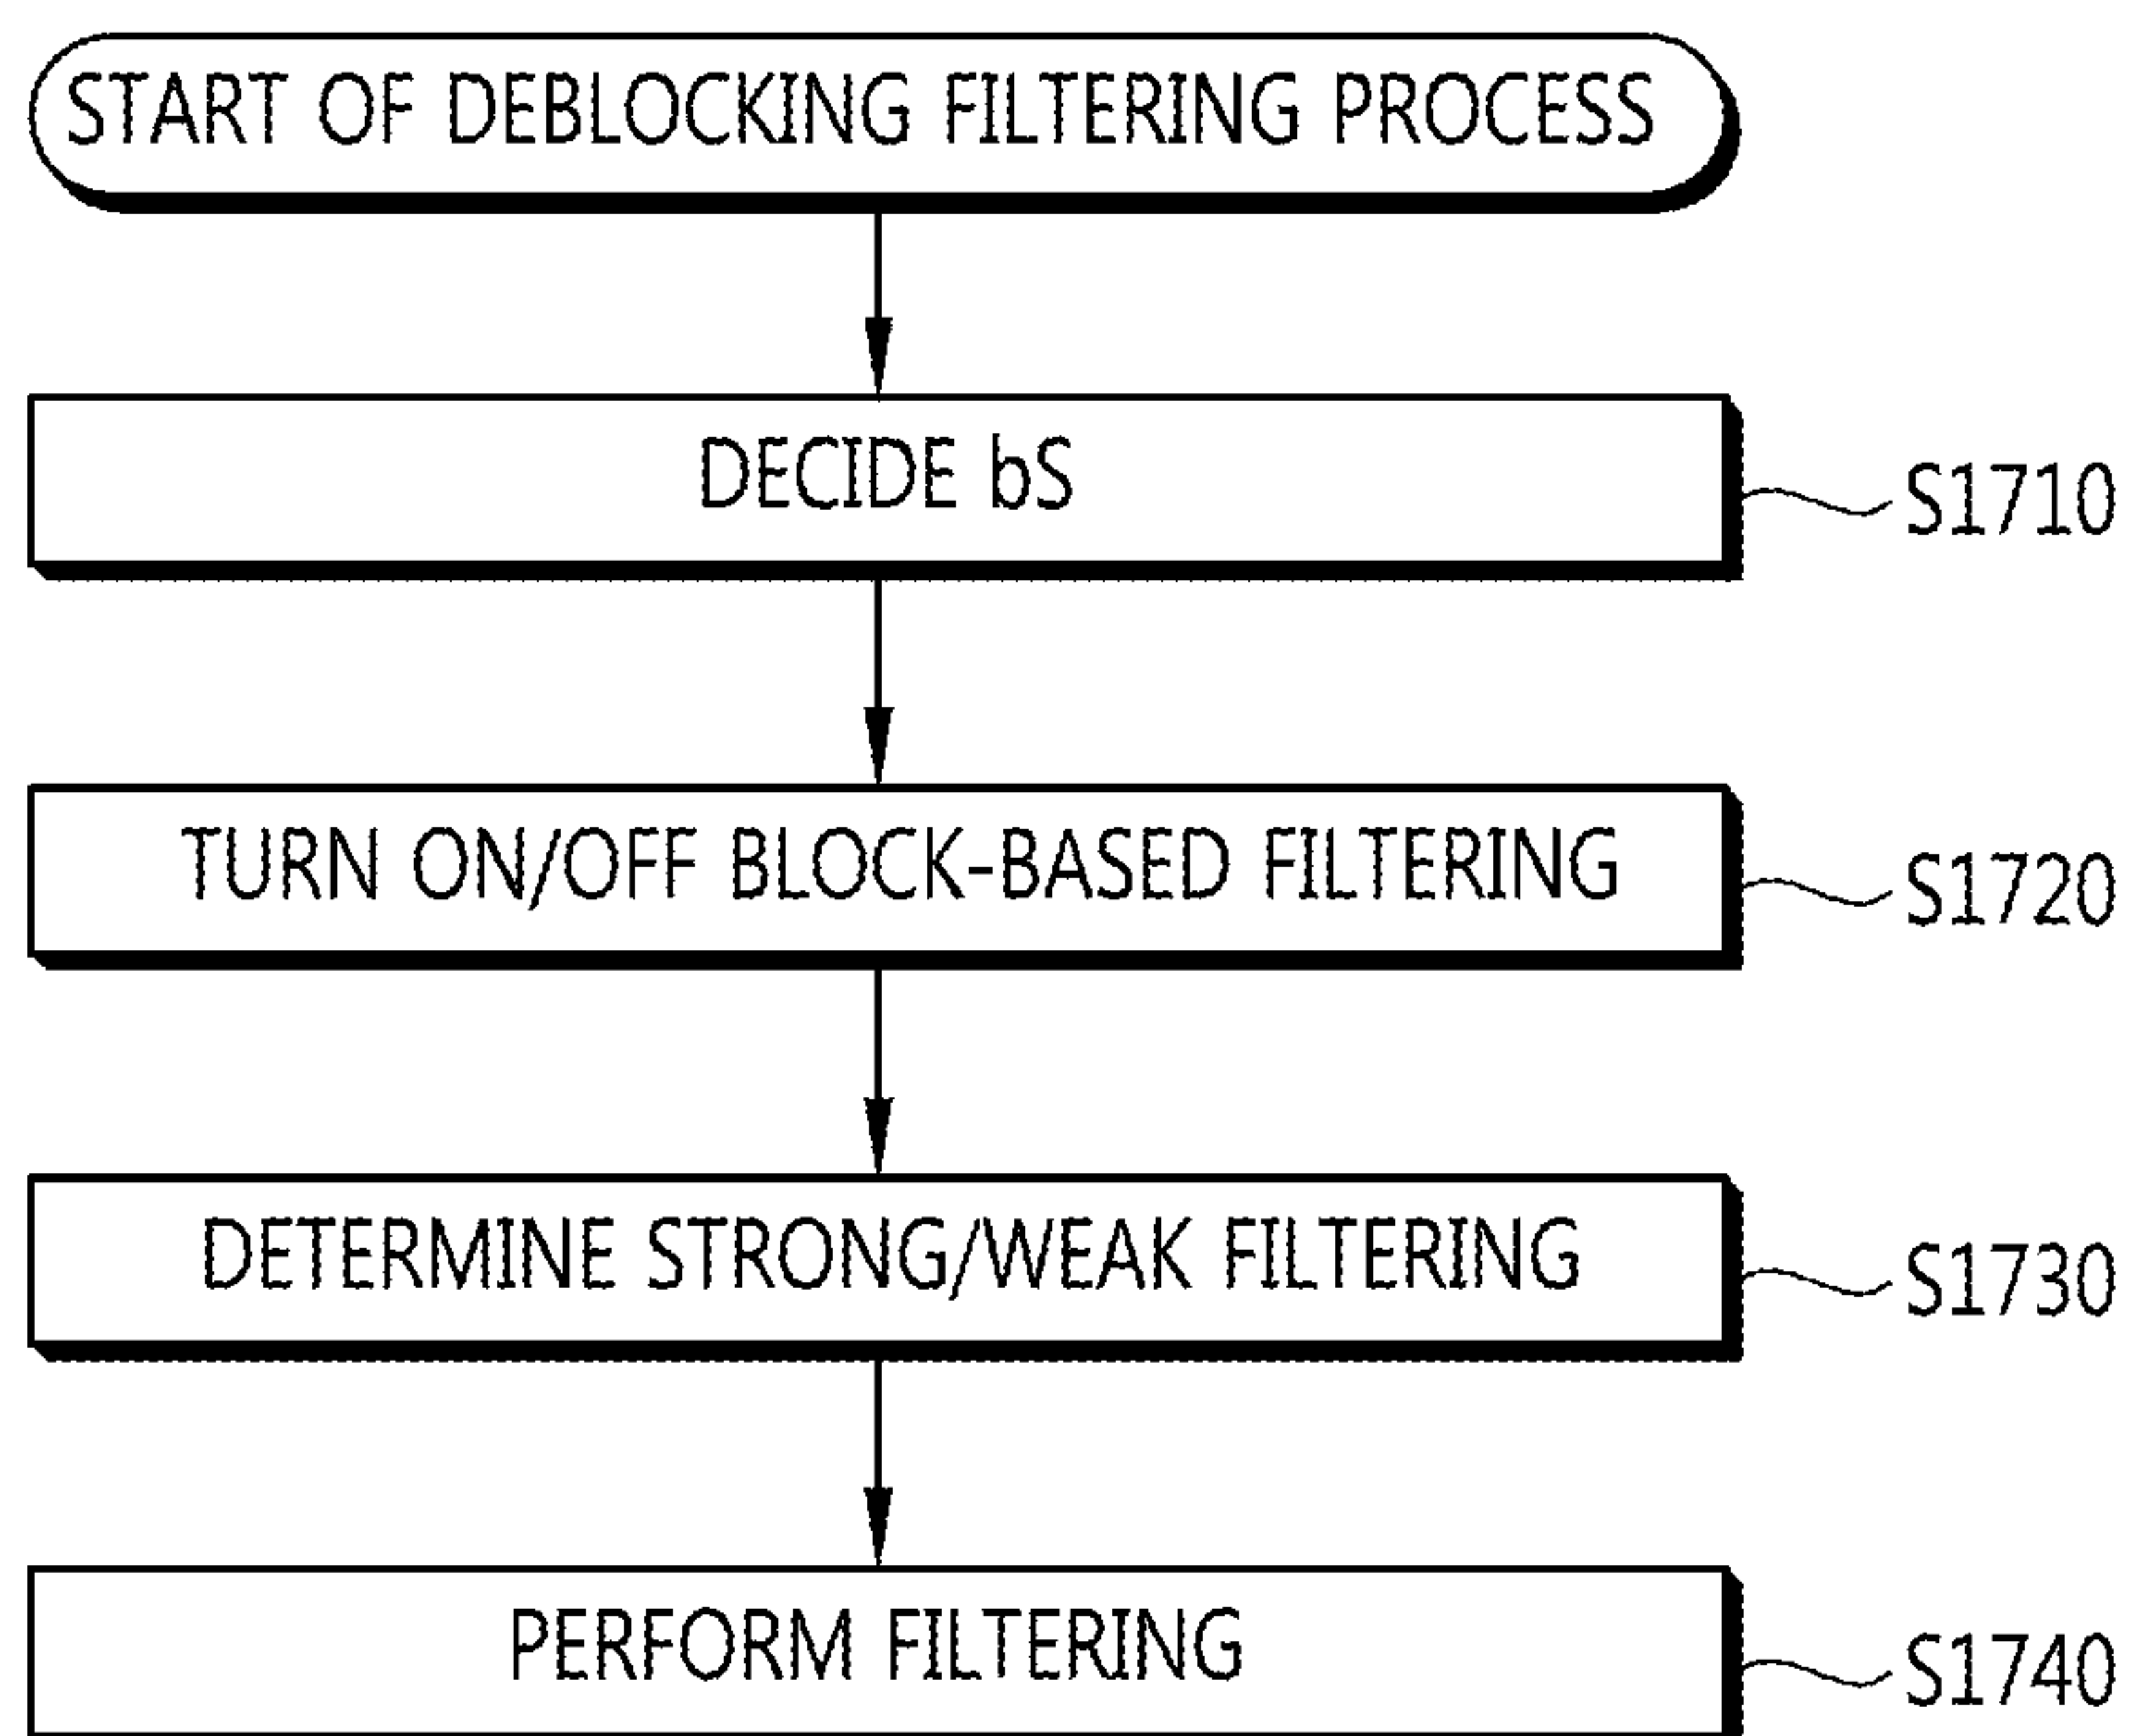 START OF DEBLOCKING FILTERING PROCESS
DECIDE bS
S1710
TURN ON/OFF BLOCK-BASED FILTERING
S1720
DETERMINE STRONG/WEAK FILTERING
S1730
PERFORM FILTERING
S1740